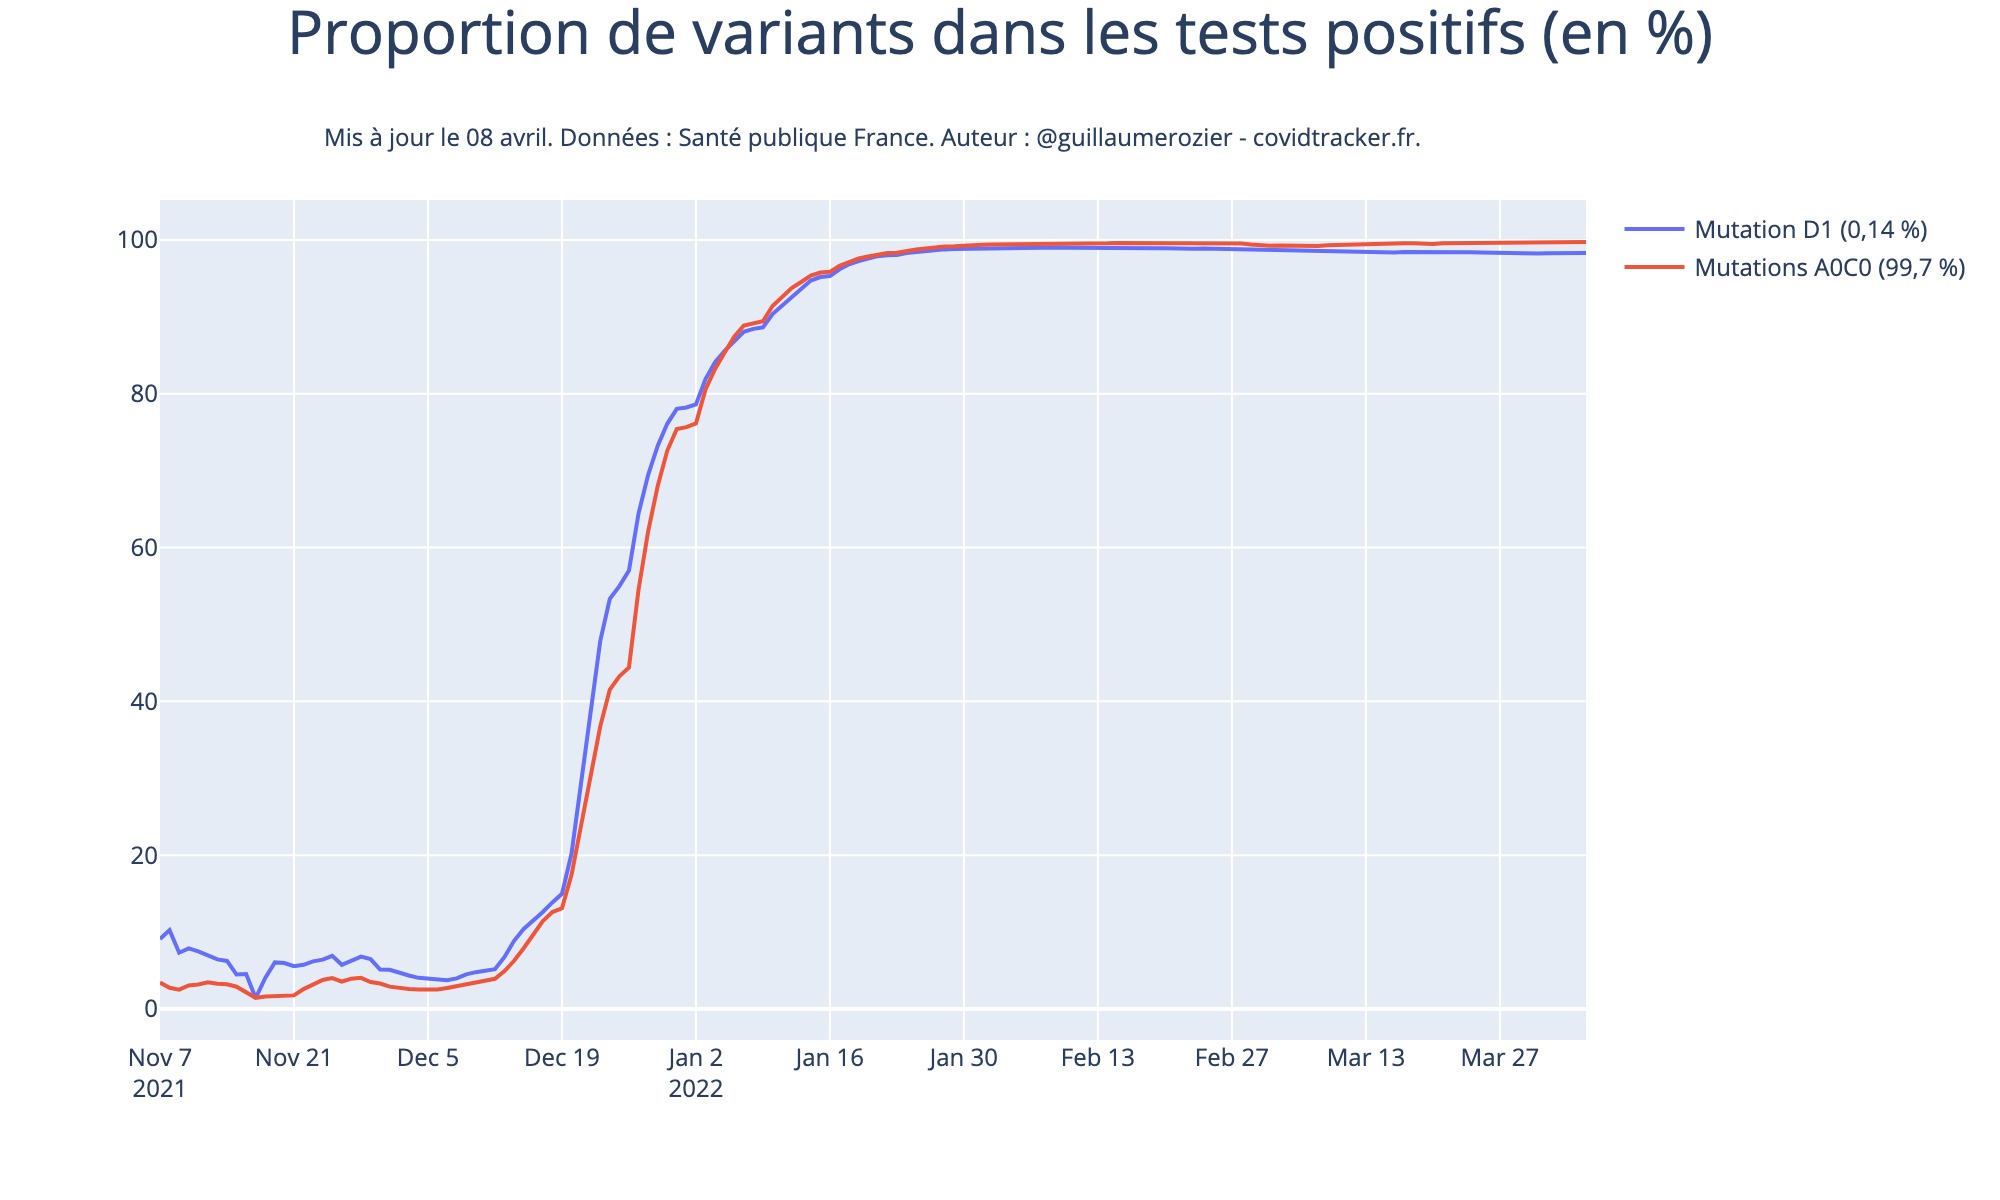 Proportion de variants dans les tests positifs (en %)
Mis à jour le 08 avril. Données : Santé publique France. Auteur : @guillaumerozier - covidtracker.fr.
Mutation D1 (0,14 %)
Mutations A0C0 (99,7 %)
100
80
60
40
20
0
Nov 7 Nov 21 Dec 5 Dec 19 Jan 2 Jan 16 Jan 30 Feb 13 Feb 27 Mar 13 Mar 27
2021 2022